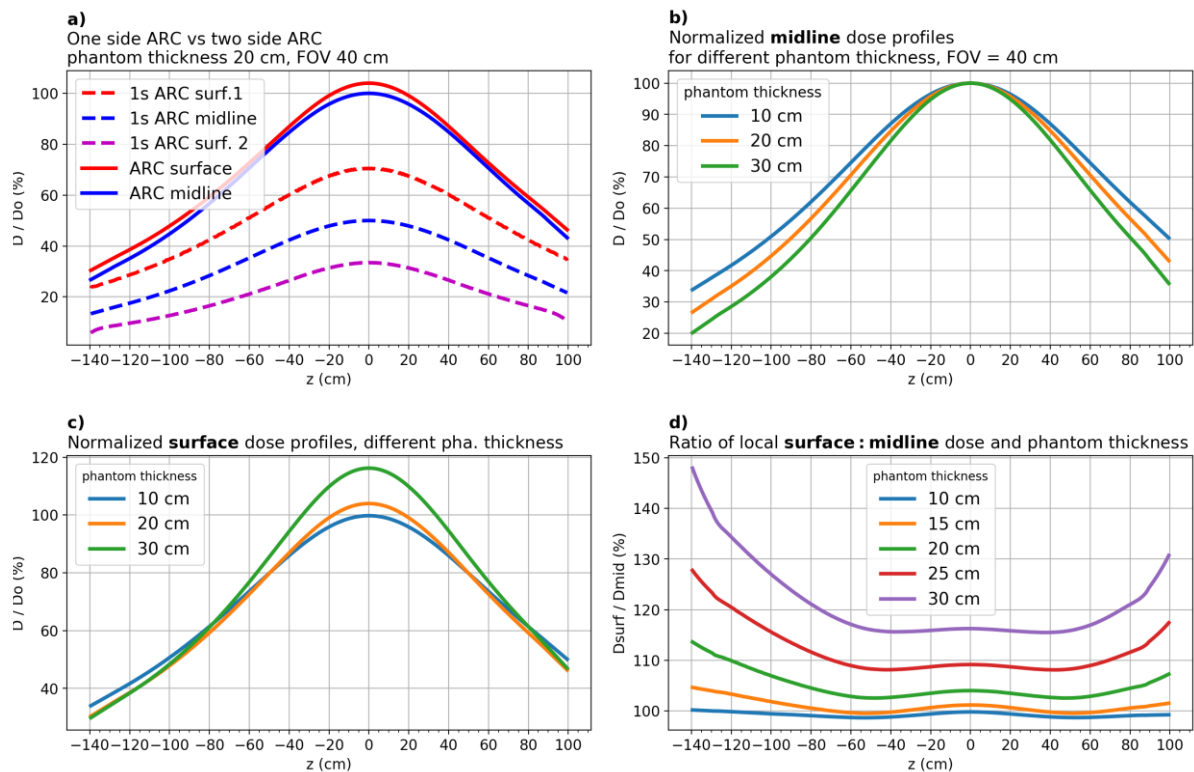 a)
One side ARC vs two side ARC
phantom thickness 20 cm, FOV 40 cm
1s ARC surf.1
1s ARC midline
1s ARC surf. 2
ARC surface
ARC midline
D / Do (%)
100
80
60
40
20
−140 −120 −100 −80 −60 −40 −20 0 20 40 60 80 100
z (cm)
b)
Normalized midline dose profiles
for different phantom thickness, FOV = 40 cm
phantom thickness
10 cm
20 cm
30 cm
D / Do (%)
100
90
80
70
60
50
40
30
20
−140 −120 −100 −80 −60 −40 −20 0 20 40 60 80 100
z (cm)
c)
Normalized surface dose profiles, different pha. thickness
phantom thickness
10 cm
20 cm
30 cm
D / Do (%)
120
100
80
60
40
−140 −120 −100 −80 −60 −40 −20 0 20 40 60 80 100
z (cm)
d)
Ratio of local surface : midline dose and phantom thickness
phantom thickness
10 cm
15 cm
20 cm
25 cm
30 cm
Dsurf / Dmid (%)
150
140
130
120
110
100
−140 −120 −100 −80 −60 −40 −20 0 20 40 60 80 100
z (cm)